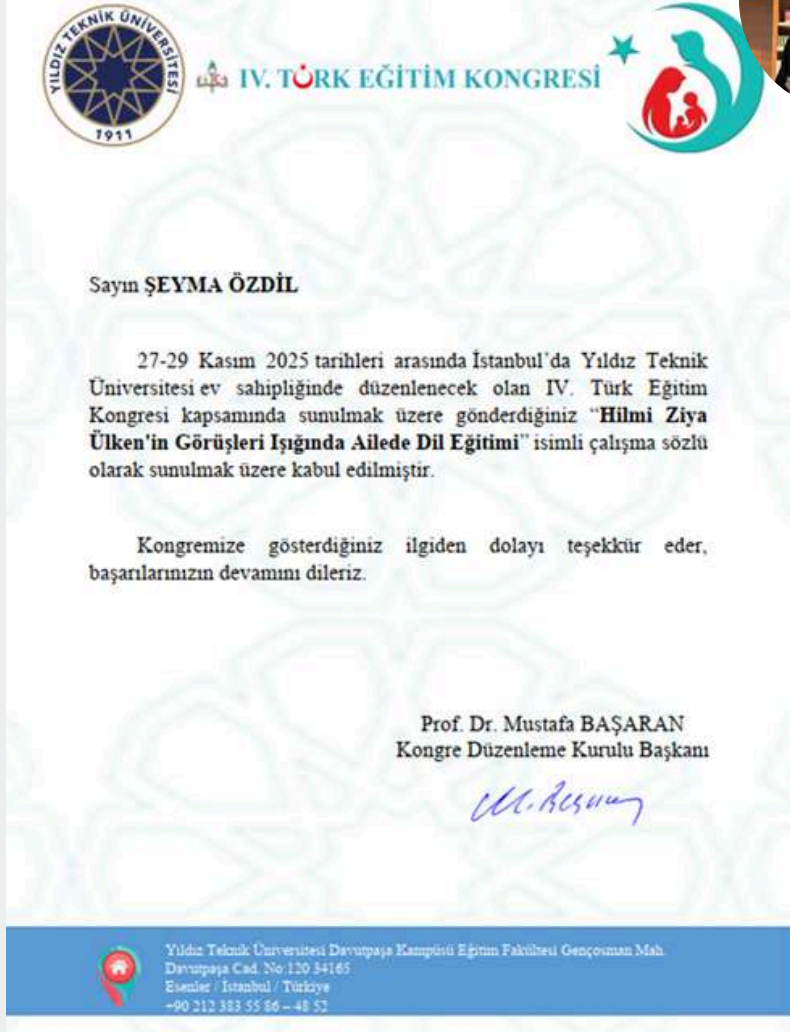 YILDIZ TEKNİK ÜNİVERSİTESİ
1911
IV. TÜRK EĞİTİM KONGRESİ
Sayın ŞEYMA ÖZDİL
27-29 Kasım 2025 tarihleri arasında İstanbul’da Yıldız Teknik
Üniversitesi ev sahipliğinde düzenlenecek olan IV. Türk Eğitim
Kongresi kapsamında sunulmak üzere gönderdiğiniz “Hilmi Ziya
Ülken'in Görüşleri Işığında Ailede Dil Eğitimi” isimli çalışma sözlü
olarak sunulmak üzere kabul edilmiştir.
Kongremize gösterdiğiniz ilgiden dolayı teşekkür eder,
başarılarınızın devamını dileriz.
Prof. Dr. Mustafa BAŞARAN
Kongre Düzenleme Kurulu Başkanı
Yıldız Teknik Üniversitesi Davutpaşa Kampüsü Eğitim Fakültesi Gençosman Mah.
Davutpaşa Cad. No:120 34165
Esenler / İstanbul / Türkiye
+90 212 383 55 86 – 48 52